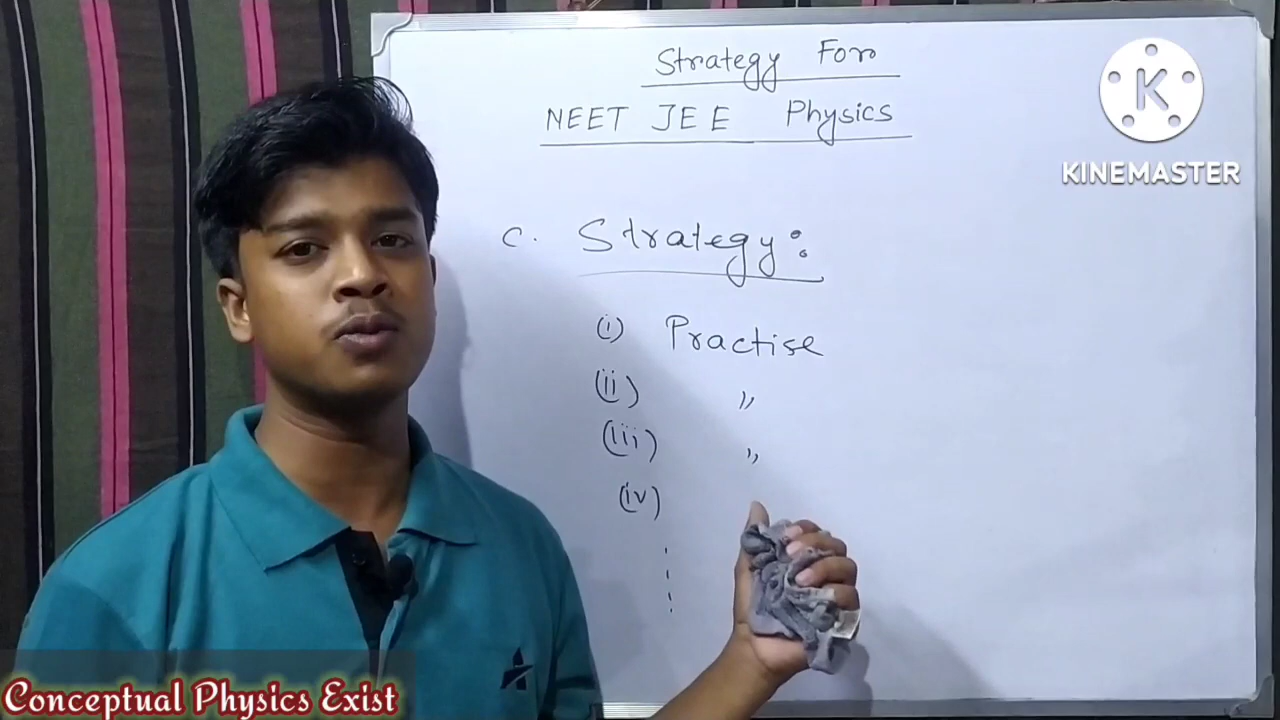 Strategy For
NEET JEE Physics
K
KINEMASTER
C. Strategy:
(i) Practise
(ii) ,,
(iii) ,,
(iv)
Conceptual Physics Exist